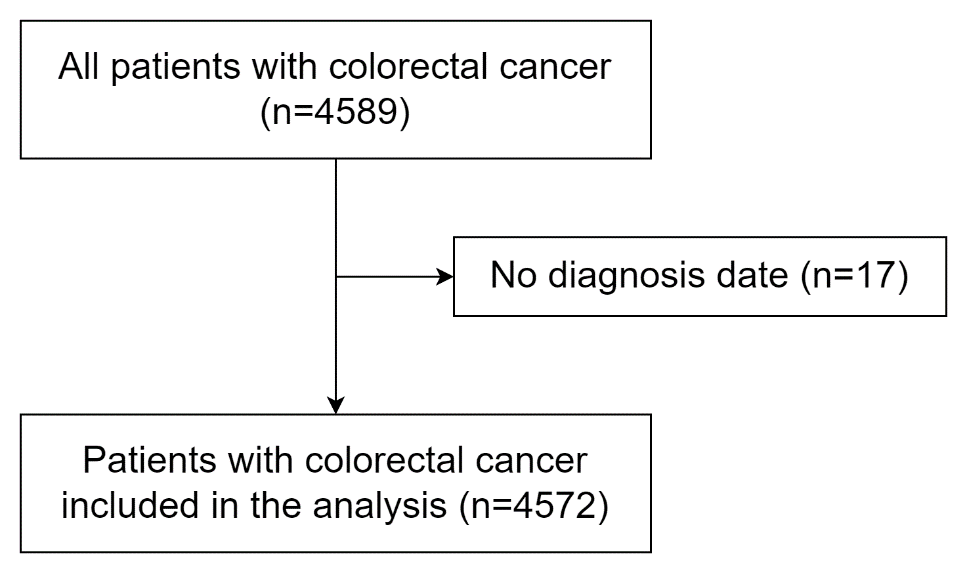 All patients with colorectal cancer
(n=4589)
No diagnosis date (n=17)
Patients with colorectal cancer
included in the analysis (n=4572)